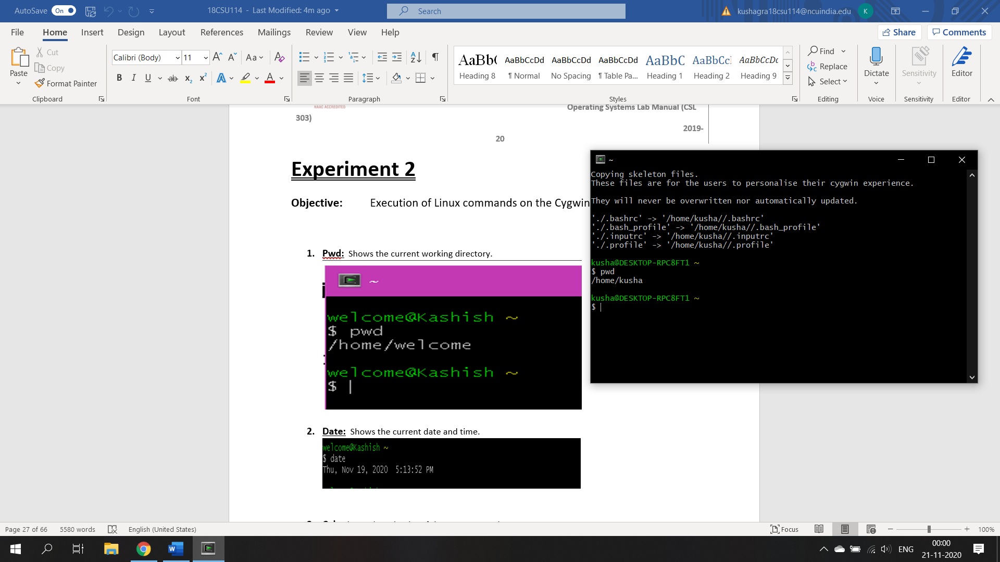 AutoSave On 18CSU114 - Last Modified: 4m ago Search kushagra18csu114@ncuindia.edu K
File Home Insert Design Layout References Mailings Review View Help Share Comments
Paste
Cut
Copy
Format Painter
Clipboard
Calibri (Body) 11 Aa
B I U ab x2 x2 A A
Font
Paragraph
AaBb( AaBbCcDd AaBbCcDd AaBbCcDd AaBbC AaBbCcl AaBbCcDc
Heading 8 ¶ Normal No Spacing ¶ Table Pa... Heading 1 Heading 2 Heading 9
Styles
Find
Replace
Select
Editing
Dictate
Voice
Sensitivity
Sensitivity
Editor
Editor
NAAC ACCREDITED
Operating Systems Lab Manual (CSL
303)
2019-
20
Experiment 2
Objective: Execution of Linux commands on the Cygwin
1. Pwd: Shows the current working directory.
~
welcome@Kashish ~
$ pwd
/home/welcome
welcome@Kashish ~
$
2. Date: Shows the current date and time.
welcome@Kashish ~
$ date
Thu, Nov 19, 2020 5:13:52 PM
~
Copying skeleton files.
These files are for the users to personalise their cygwin experience.
They will never be overwritten nor automatically updated.
'./.bashrc' -> '/home/kusha//.bashrc'
'./.bash_profile' -> '/home/kusha//.bash_profile'
'./.inputrc' -> '/home/kusha//.inputrc'
'./.profile' -> '/home/kusha//.profile'
kusha@DESKTOP-RPC8FT1 ~
$ pwd
/home/kusha
kusha@DESKTOP-RPC8FT1 ~
$
Page 27 of 66 5580 words English (United States) Focus 100%
ENG
00:00
21-11-2020